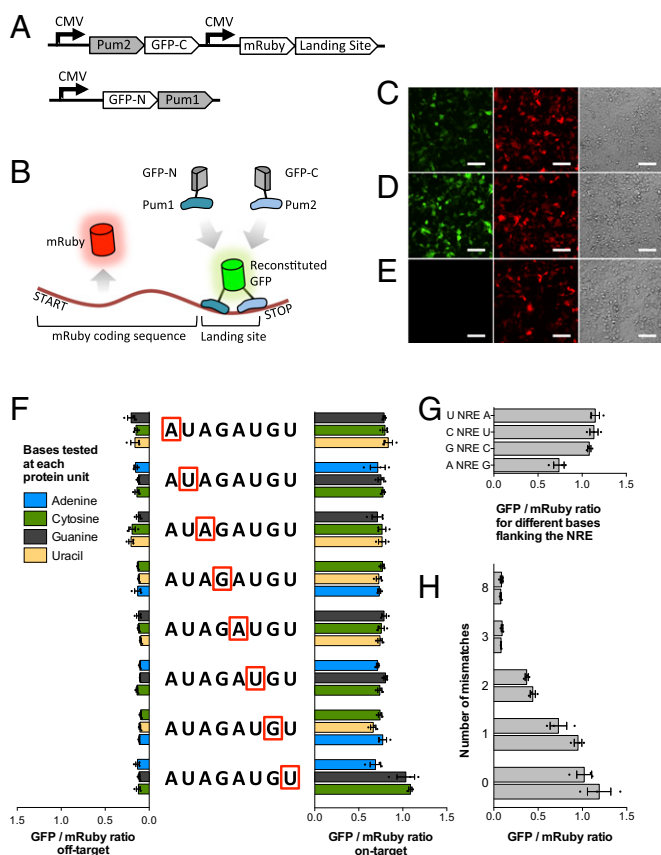 A
CMV
CMV
Pum2
GFP-C
mRuby
Landing Site
CMV
GFP-N
Pum1
B
GFP-N
GFP-C
Pum1
Pum2
mRuby
Reconstituted
GFP
START
STOP
mRuby coding sequence
Landing site
C
D
E
F
Bases tested
at each
protein unit
Adenine
Cytosine
Guanine
Uracil
AUAGAUGU
AUAGAUGU
AUAGAUGU
AUAGAUGU
AUAGAUGU
AUAGAUGU
AUAGAUGU
AUAGAUGU
1.5 1.0 0.5 0.0
GFP / mRuby ratio
off-target
0.0 0.5 1.0 1.5
GFP / mRuby ratio
on-target
G
U NRE A
C NRE U
G NRE C
A NRE G
0.0 0.5 1.0 1.5
GFP / mRuby ratio
for different bases
flanking the NRE
H
Number of mismatches
8
3
2
1
0
0.0 0.5 1.0 1.5
GFP / mRuby ratio